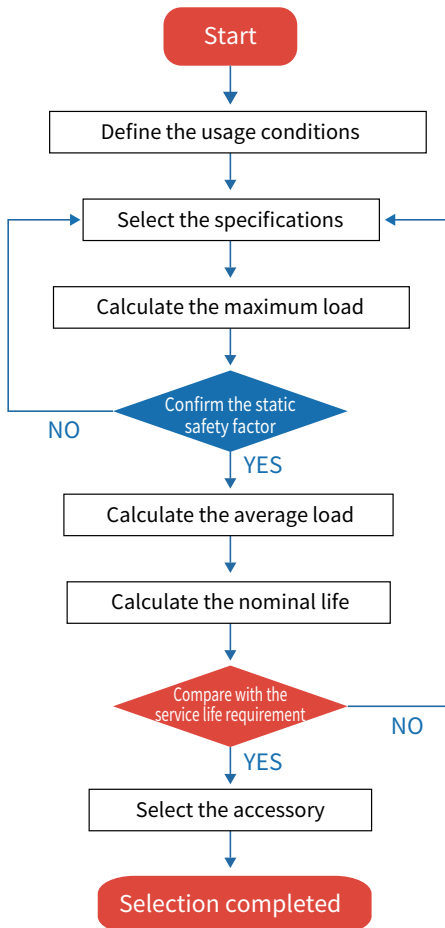 Start
Define the usage conditions
Select the specifications
Calculate the maximum load
Confirm the static
safety factor
NO
YES
Calculate the average load
Calculate the nominal life
Compare with the
service life requirement
NO
YES
Select the accessory
Selection completed